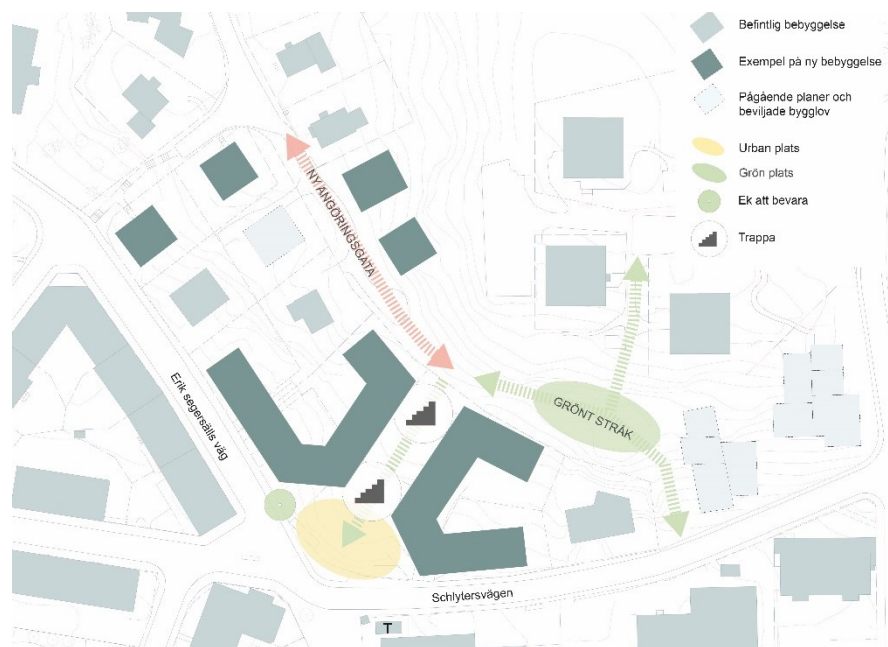 Befintlig bebyggelse
Exempel på ny bebyggelse
Pågående planer och
beviljade bygglov
Urban plats
Grön plats
Ek att bevara
Trappa
NY ANGÖRINGSGATA
GRÖNT STRÅK
Erik segersälls väg
Schlytersvägen
T